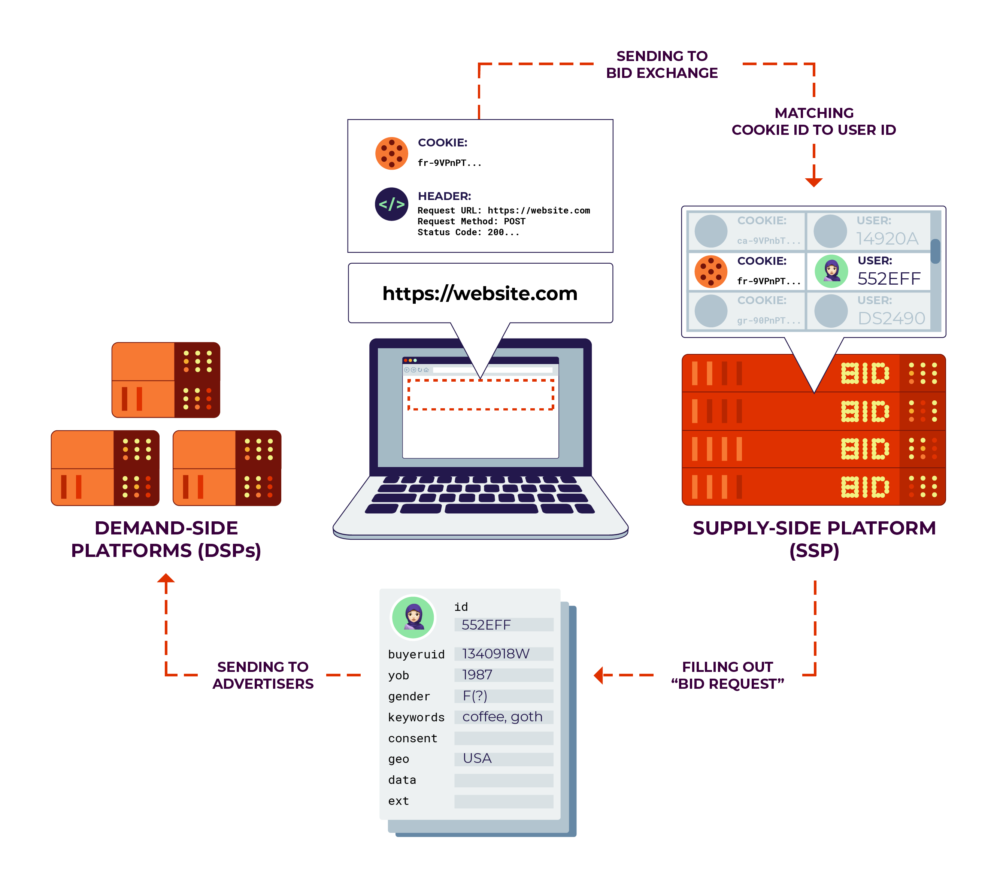 SENDING TO
BID EXCHANGE
MATCHING
COOKIE ID TO USER ID
COOKIE:
fr-9VPnPT...
</>
HEADER:
Request URL: https://website.com
Request Method: POST
Status Code: 200...
https://website.com
COOKIE:
ca-9VPnbT...
USER:
14920A
COOKIE:
fr-9VPnPT...
USER:
552EFF
COOKIE:
gr-90PnPT...
USER:
DS2490
BID
BID
BID
BID
DEMAND-SIDE
PLATFORMS (DSPs)
SUPPLY-SIDE PLATFORM
(SSP)
FILLING OUT
“BID REQUEST”
id
552EFF
buyeruid 1340918W
yob 1987
gender F(?)
keywords coffee, goth
consent
geo USA
data
ext
SENDING TO
ADVERTISERS